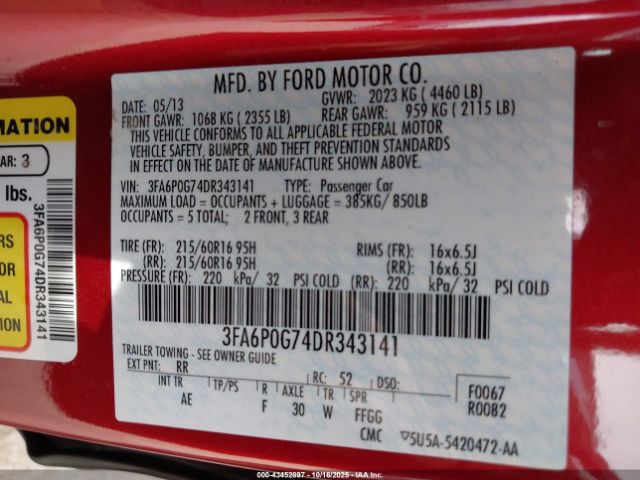 MATION
AR: 3
lbs.
RS
OR
AL
ION
3FA6P0G74DR343141
MFD. BY FORD MOTOR CO.
DATE: 05/13 GVWR: 2023 KG ( 4460 LB)
FRONT GAWR: 1068 KG ( 2355 LB) REAR GAWR: 959 KG ( 2115 LB)
THIS VEHICLE CONFORMS TO ALL APPLICABLE FEDERAL MOTOR
VEHICLE SAFETY, BUMPER, AND THEFT PREVENTION STANDARDS
IN EFFECT ON THE DATE OF MANUFACTURE SHOWN ABOVE.
VIN: 3FA6P0G74DR343141 TYPE: Passenger Car
MAXIMUM LOAD = OCCUPANTS + LUGGAGE = 385KG/ 850LB
OCCUPANTS = 5 TOTAL; 2 FRONT, 3 REAR
TIRE (FR): 215/60R16 95H RIMS (FR): 16x6.5J
(RR): 215/60R16 95H (RR): 16x6.5J
PRESSURE (FR): 220 kPa/ 32 PSI COLD (RR): 220 kPa/ 32 PSI COLD
3FA6P0G74DR343141
TRAILER TOWING - SEE OWNER GUIDE
EXT PNT: RR RC: 52 DSO: F0067
INT TR TP/PS R AXLE TR SPR R0082
AE F 30 W FFGG
CMC ▽5U5A-5420472-AA
© IAA 43452697 - 10/16/2025 - IAAI.COM